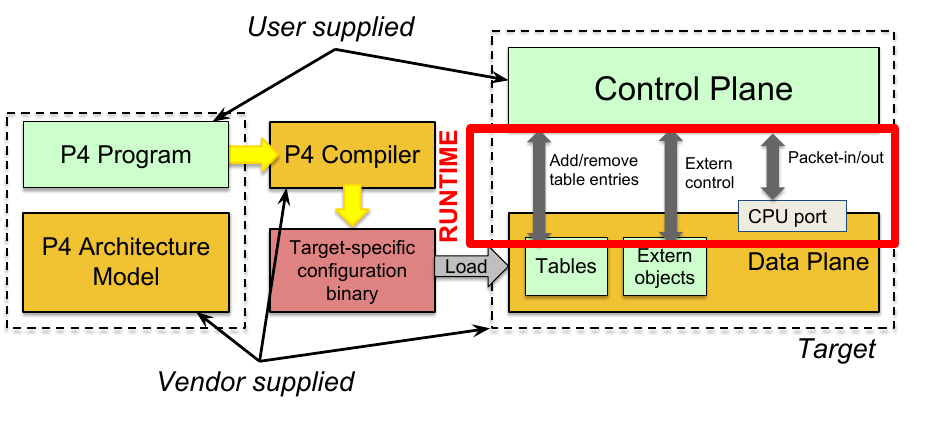 User supplied
Control Plane
P4 Program
P4 Compiler
RUNTIME
Add/remove
table entries
Extern
control
Packet-in/out
CPU port
P4 Architecture
Model
Target-specific
configuration
binary
Load
Tables
Extern
objects
Data Plane
Target
Vendor supplied